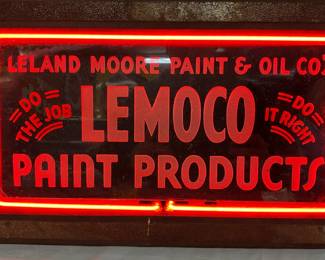 LELAND MOORE PAINT & OIL CO'S
DO THE JOB
LEMOCO
DO IT RIGHT
PAINT PRODUCTS